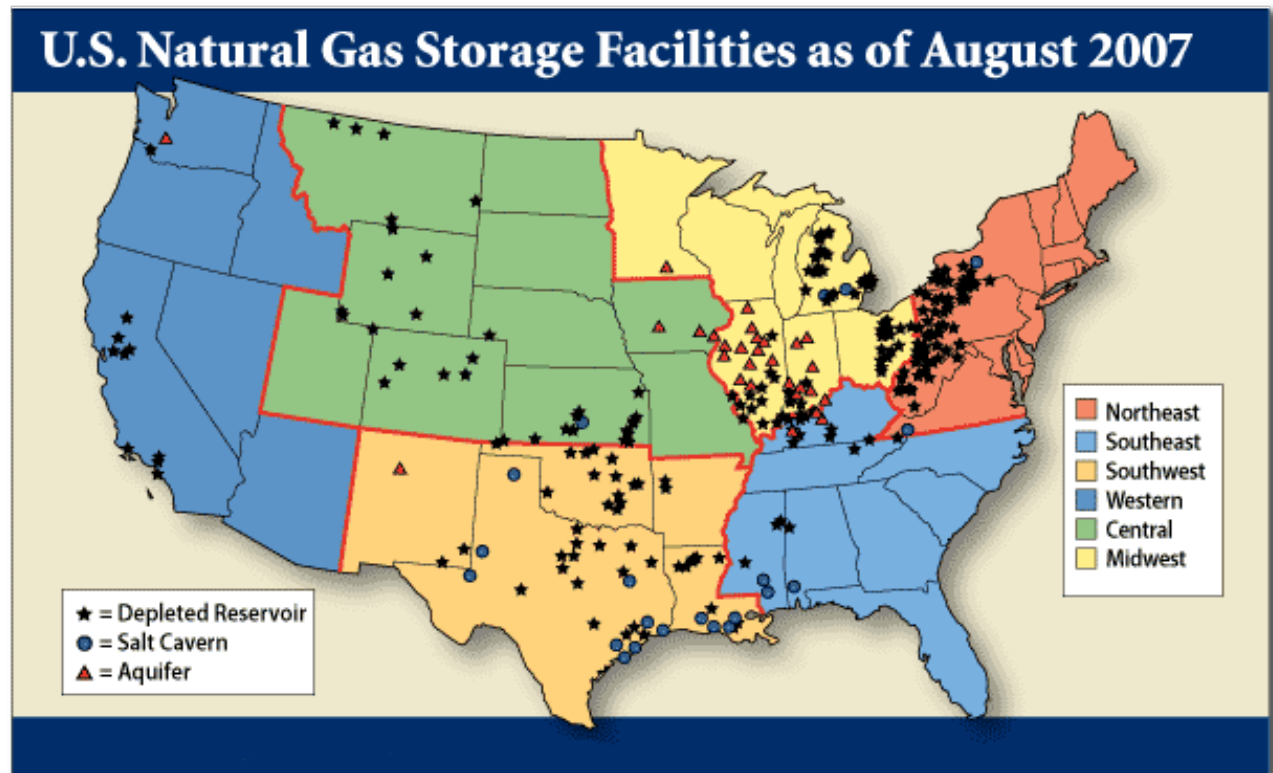 U.S. Natural Gas Storage Facilities as of August 2007
Northeast
Southeast
Southwest
Western
Central
Midwest
= Depleted Reservoir
= Salt Cavern
= Aquifer